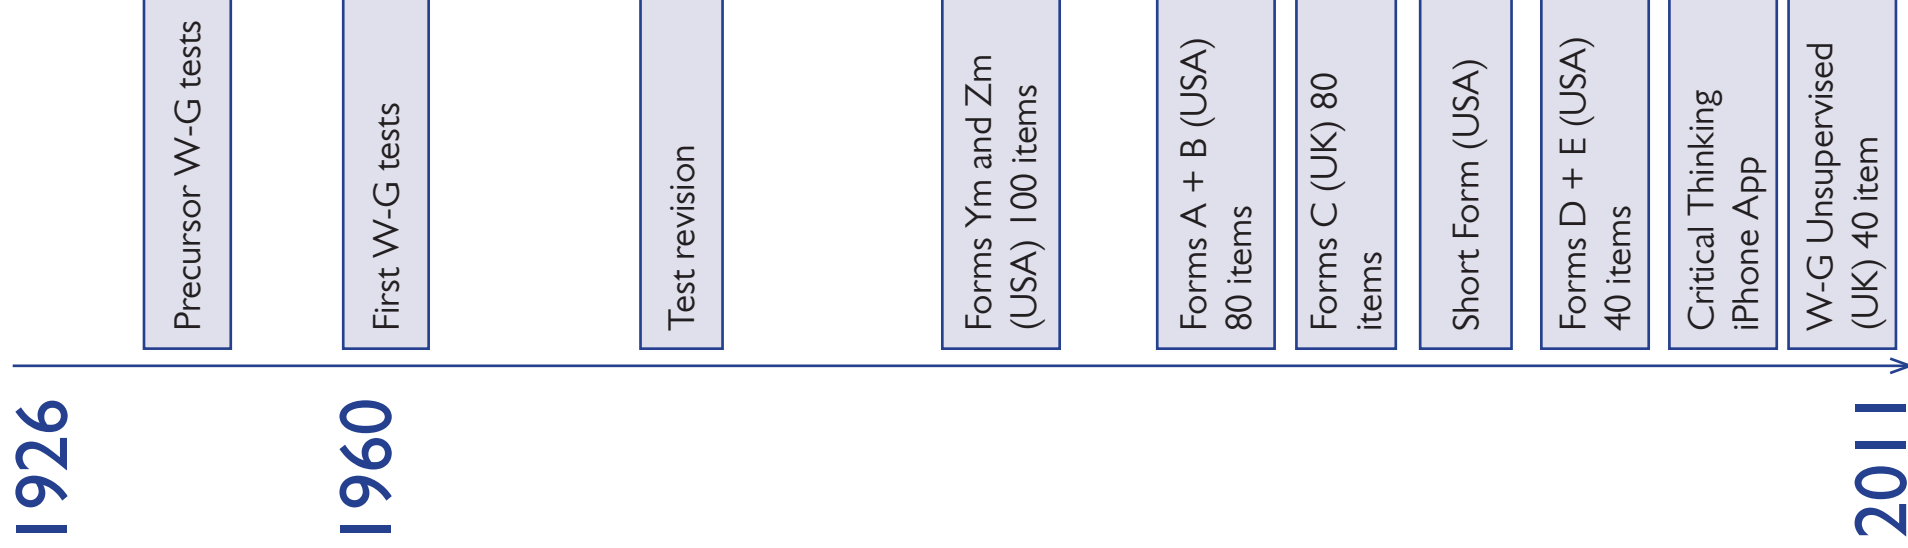 Precursor W-G tests
First W-G tests
Test revision
Forms Ym and Zm
(USA) 100 items
Forms A + B (USA)
80 items
Forms C (UK) 80
items
Short Form (USA)
Forms D + E (USA)
40 items
Critical Thinking
iPhone App
W-G Unsupervised
(UK) 40 item
1926
1960
2011